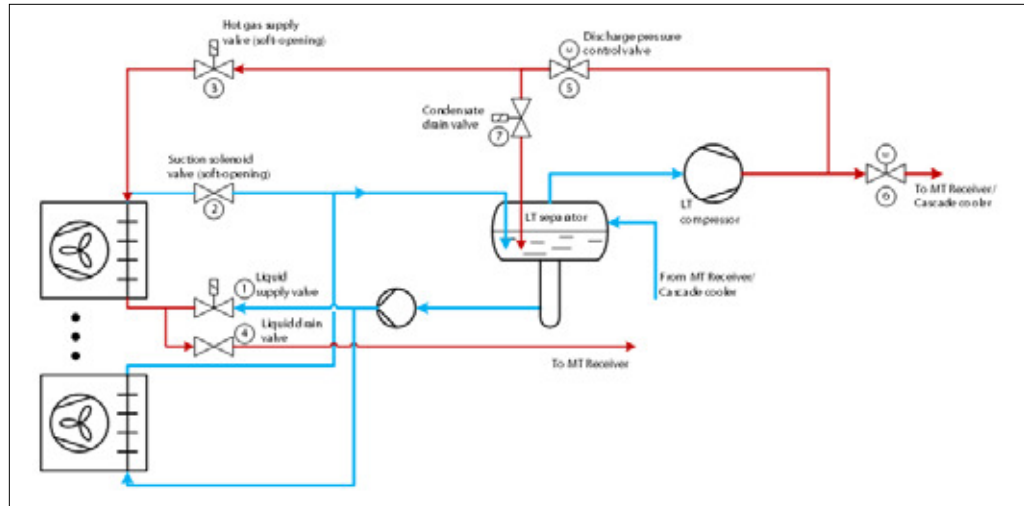 Hot gas supply
valve (soft-opening)
3
Discharge pressure
control valve
M
5
Condensate
drain valve
7
Suction solenoid
valve (soft-opening)
2
LT separator
LT
compressor
M
6
To MT Receiver/
Cascade cooler
From MT Receiver/
Cascade cooler
1
Liquid
supply valve
4
Liquid drain
valve
To MT Receiver